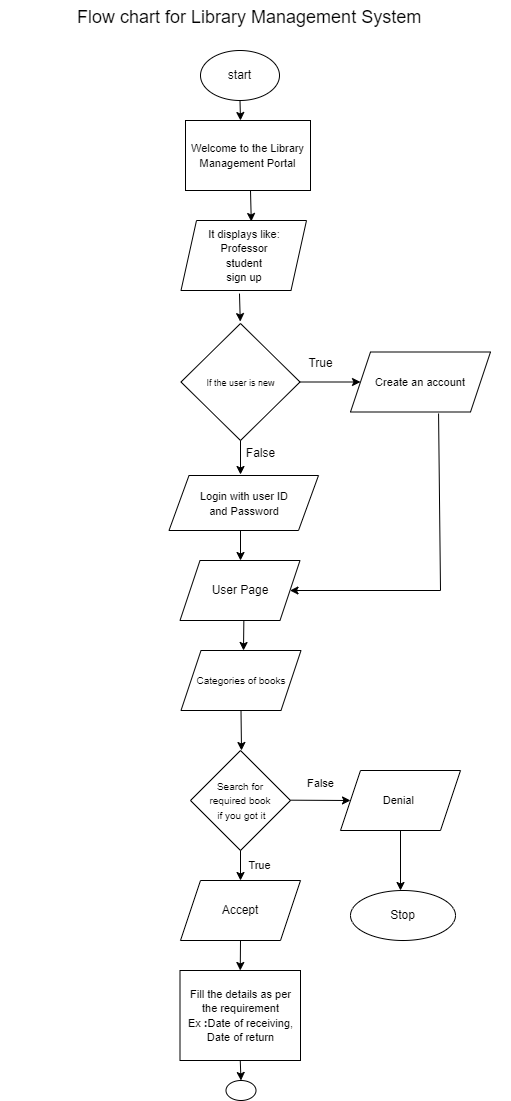 Flow chart for Library Management System
start
Welcome to the Library
Management Portal
It displays like:
Professor
student
sign up
If the user is new
True
Create an account
False
Login with user ID
and Password
User Page
Categories of books
Search for
required book
if you got it
False
Denial
True
Accept
Stop
Fill the details as per
the requirement
Ex :Date of receiving,
Date of return